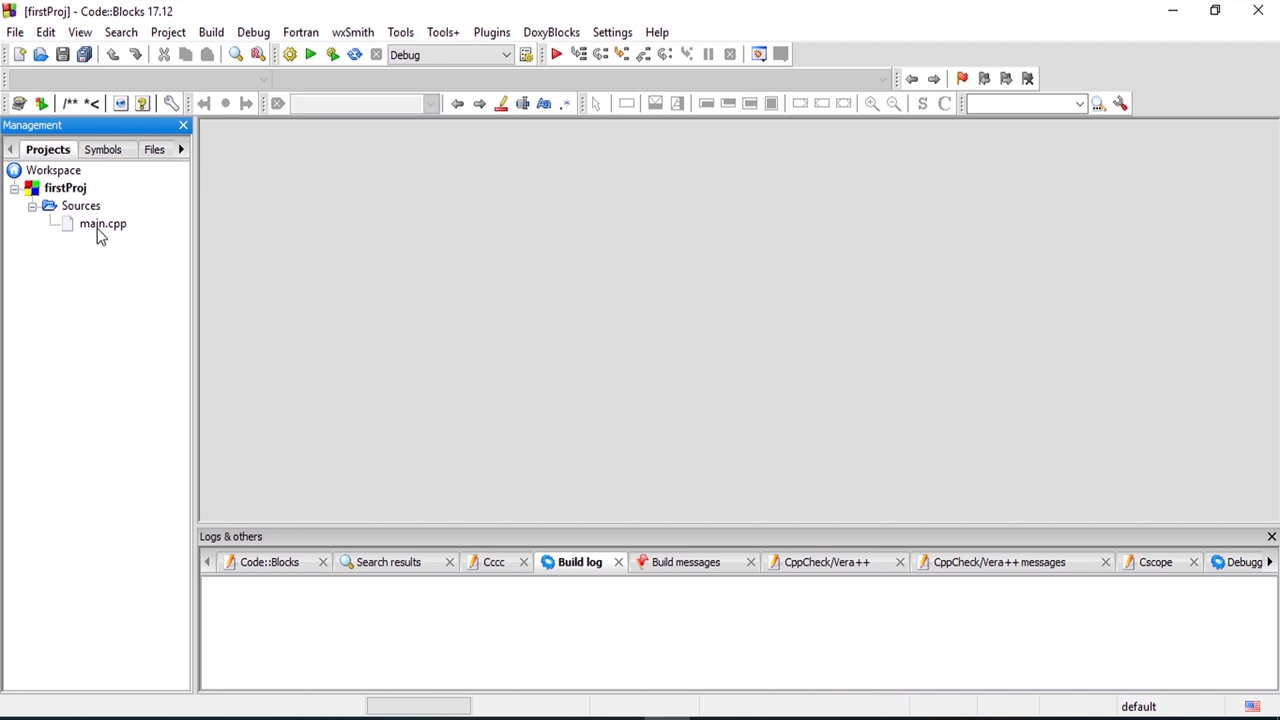 [firstProj] - Code::Blocks 17.12
File Edit View Search Project Build Debug Fortran wxSmith Tools Tools+ Plugins DoxyBlocks Settings Help
Debug
/** *<
Aa .*
S C
Management
Projects Symbols Files
Workspace
firstProj
Sources
main.cpp
Logs & others
Code::Blocks Search results Cccc Build log Build messages CppCheck/Vera++ CppCheck/Vera++ messages Cscope Debugg
default